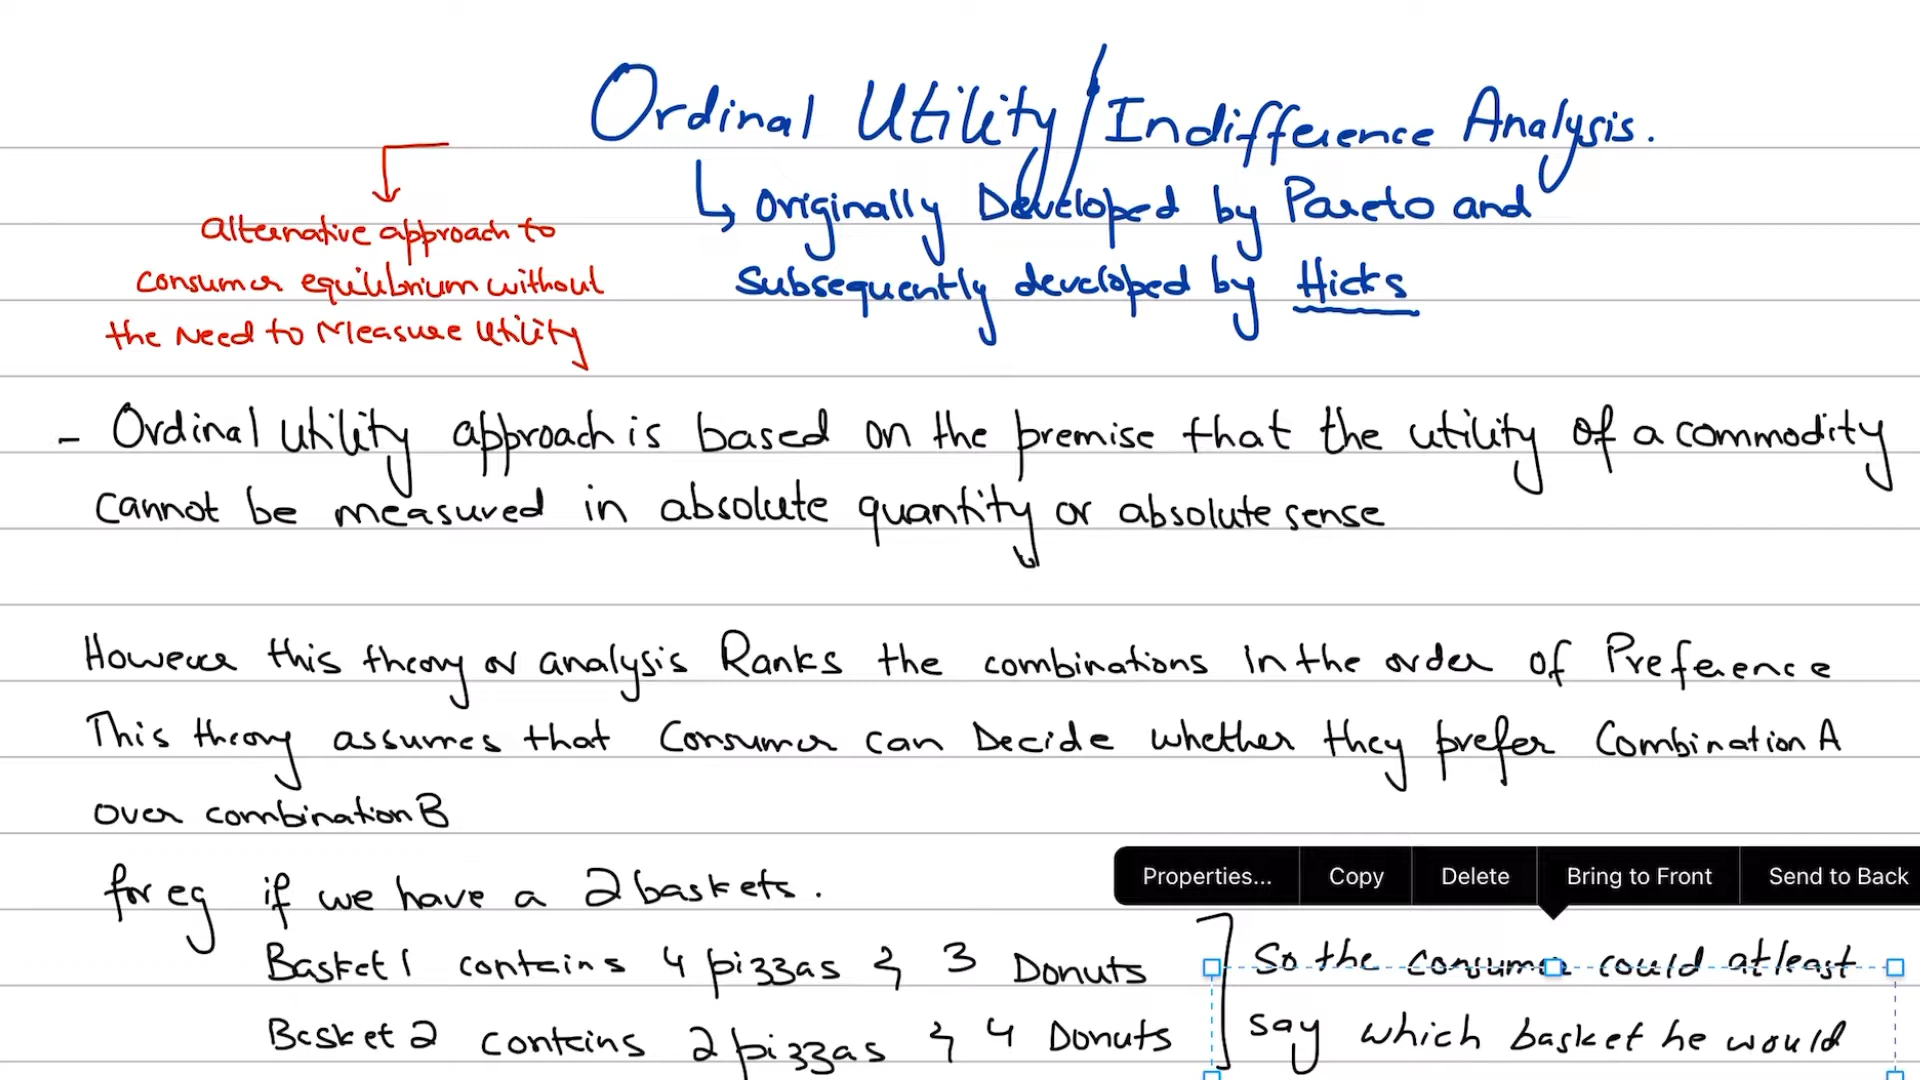 Ordinal Utility/Indifference Analysis.
↳ Originally Developed by Pareto and
Subsequently developed by Hicks
alternative approach to
consumer equilibrium without
the Need to Measure Utility
- Ordinal utility approach is based on the premise that the utility of a commodity
cannot be measured in absolute quantity or absolute sense
However this theory or analysis Ranks the combinations in the order of Preference
This theory assumes that Consumer can Decide whether they prefer Combination A
over combination B
for eg if we have a 2 baskets.
Properties... Copy Delete Bring to Front Send to Back
Basket 1 contains 4 pizzas & 3 Donuts
Basket 2 contains 2 pizzas & 4 Donuts
So the consumer could atleast
say which basket he would